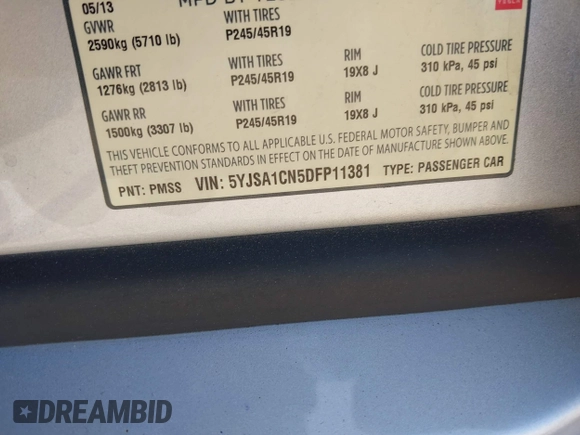 05/13 MFD BY
GVWR WITH TIRES
2590kg (5710 lb) P245/45R19
GAWR FRT WITH TIRES RIM COLD TIRE PRESSURE
1276kg (2813 lb) P245/45R19 19X8 J 310 kPa, 45 psi
GAWR RR WITH TIRES RIM COLD TIRE PRESSURE
1500kg (3307 lb) P245/45R19 19X8 J 310 kPa, 45 psi
THIS VEHICLE CONFORMS TO ALL APPLICABLE U.S. FEDERAL MOTOR SAFETY, BUMPER AND
THEFT PREVENTION STANDARDS IN EFFECT ON THE DATE OF MANUFACTURE SHOWN ABOVE.
PNT: PMSS VIN: 5YJSA1CN5DFP11381 TYPE: PASSENGER CAR
DREAMBID